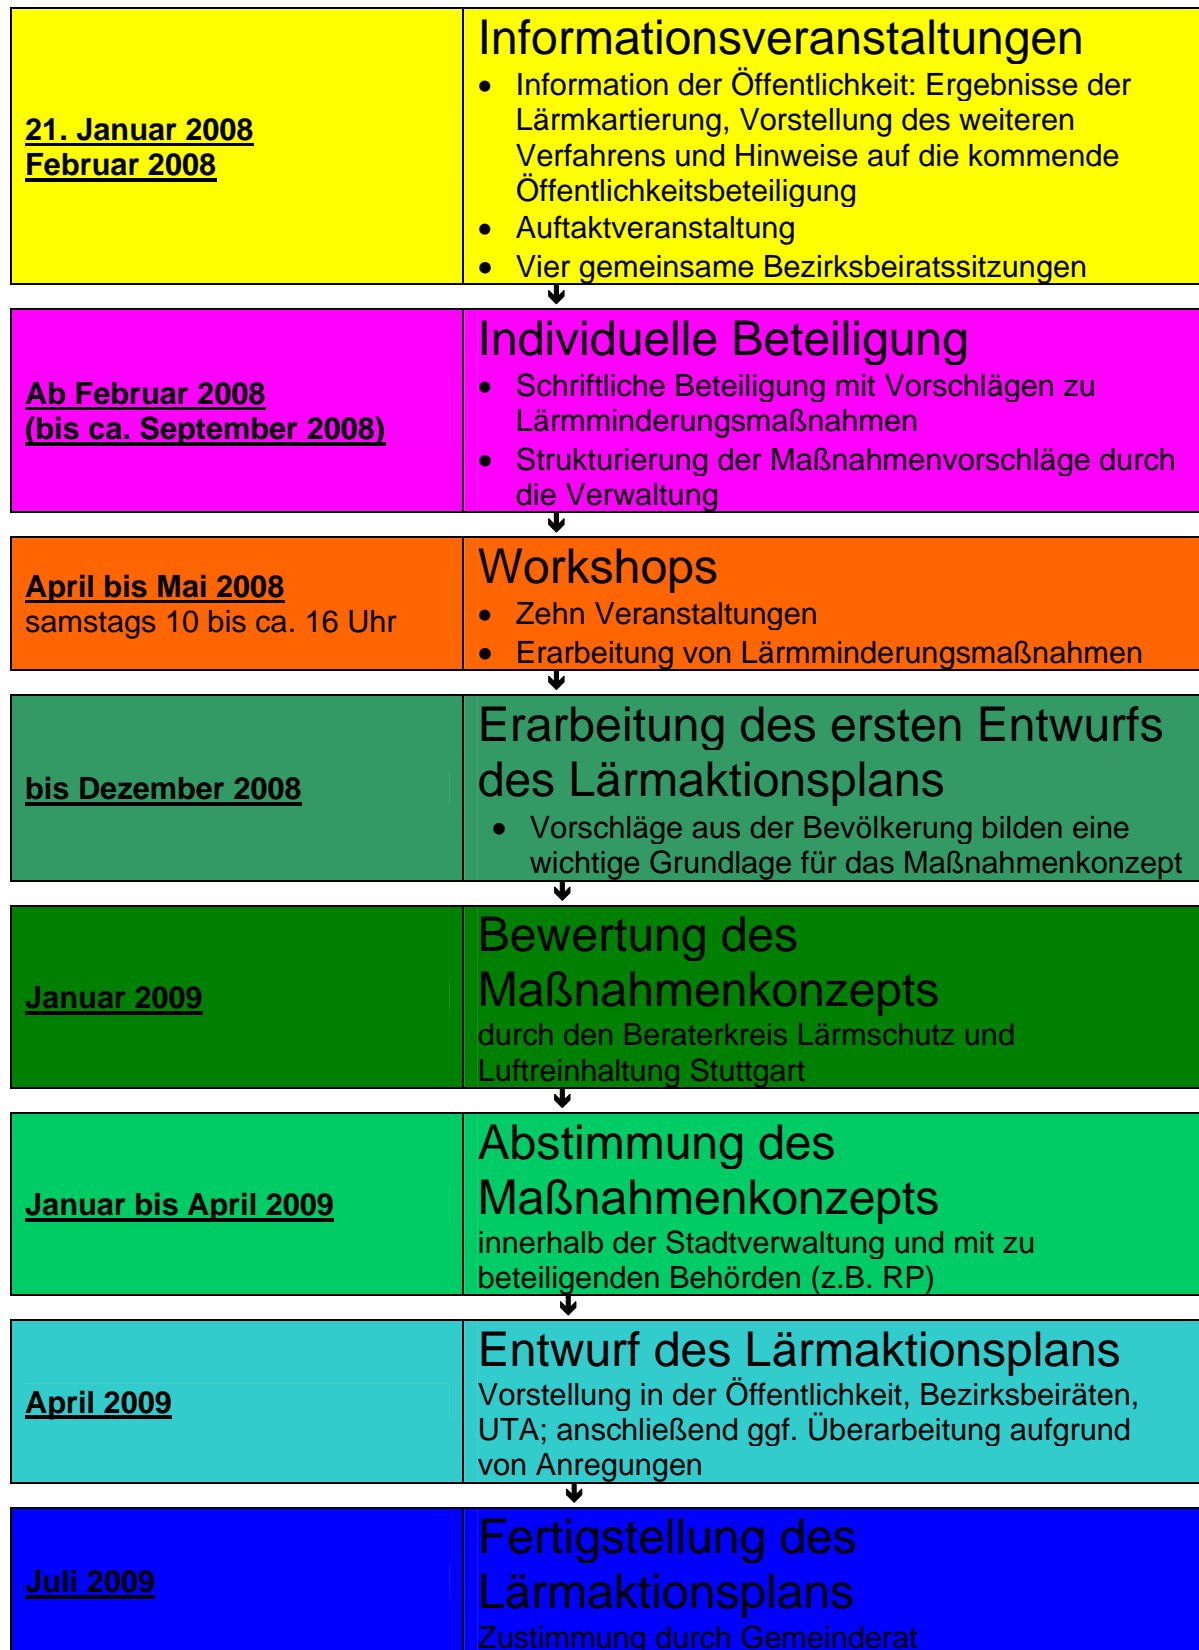 21. Januar 2008
Februar 2008
Informationsveranstaltungen
• Information der Öffentlichkeit: Ergebnisse der
Lärmkartierung, Vorstellung des weiteren
Verfahrens und Hinweise auf die kommende
Öffentlichkeitsbeteiligung
• Auftaktveranstaltung
• Vier gemeinsame Bezirksbeiratssitzungen
Ab Februar 2008
(bis ca. September 2008)
Individuelle Beteiligung
• Schriftliche Beteiligung mit Vorschlägen zu
Lärmminderungsmaßnahmen
• Strukturierung der Maßnahmenvorschläge durch
die Verwaltung
April bis Mai 2008
samstags 10 bis ca. 16 Uhr
Workshops
• Zehn Veranstaltungen
• Erarbeitung von Lärmminderungsmaßnahmen
bis Dezember 2008
Erarbeitung des ersten Entwurfs
des Lärmaktionsplans
• Vorschläge aus der Bevölkerung bilden eine
wichtige Grundlage für das Maßnahmenkonzept
Januar 2009
Bewertung des
Maßnahmenkonzepts
durch den Beraterkreis Lärmschutz und
Luftreinhaltung Stuttgart
Januar bis April 2009
Abstimmung des
Maßnahmenkonzepts
innerhalb der Stadtverwaltung und mit zu
beteiligenden Behörden (z.B. RP)
April 2009
Entwurf des Lärmaktionsplans
Vorstellung in der Öffentlichkeit, Bezirksbeiräten,
UTA; anschließend ggf. Überarbeitung aufgrund
von Anregungen
Juli 2009
Fertigstellung des
Lärmaktionsplans
Zustimmung durch Gemeinderat